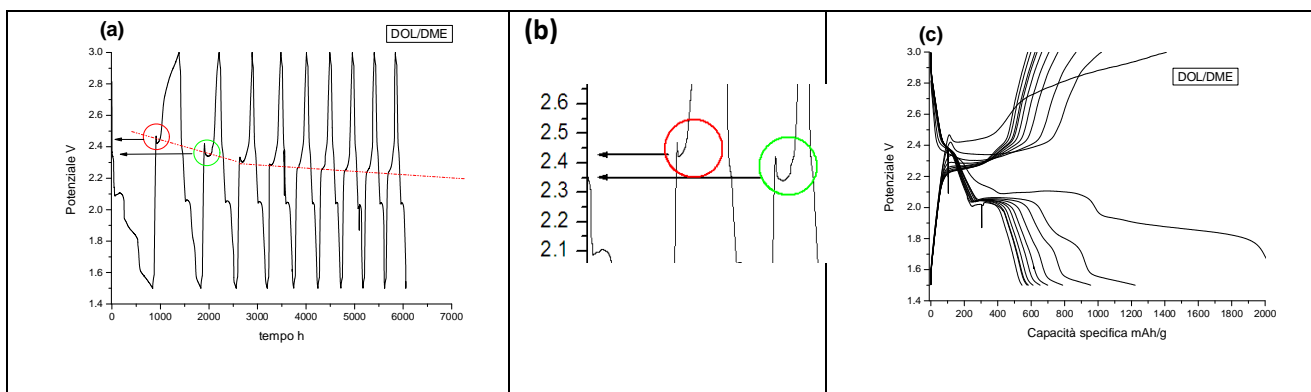 (a)
DOL/DME
3.0
2.8
2.6
2.4
2.2
2.0
1.8
1.6
1.4
Potenziale V
0 1000 2000 3000 4000 5000 6000 7000
tempo h
(b)
2.6
2.5
2.4
2.3
2.2
2.1
(c)
DOL/DME
3.0
2.8
2.6
2.4
2.2
2.0
1.8
1.6
1.4
Potenziale V
0 200 400 600 800 1000 1200 1400 1600 1800 2000
Capacità specifica mAh/g